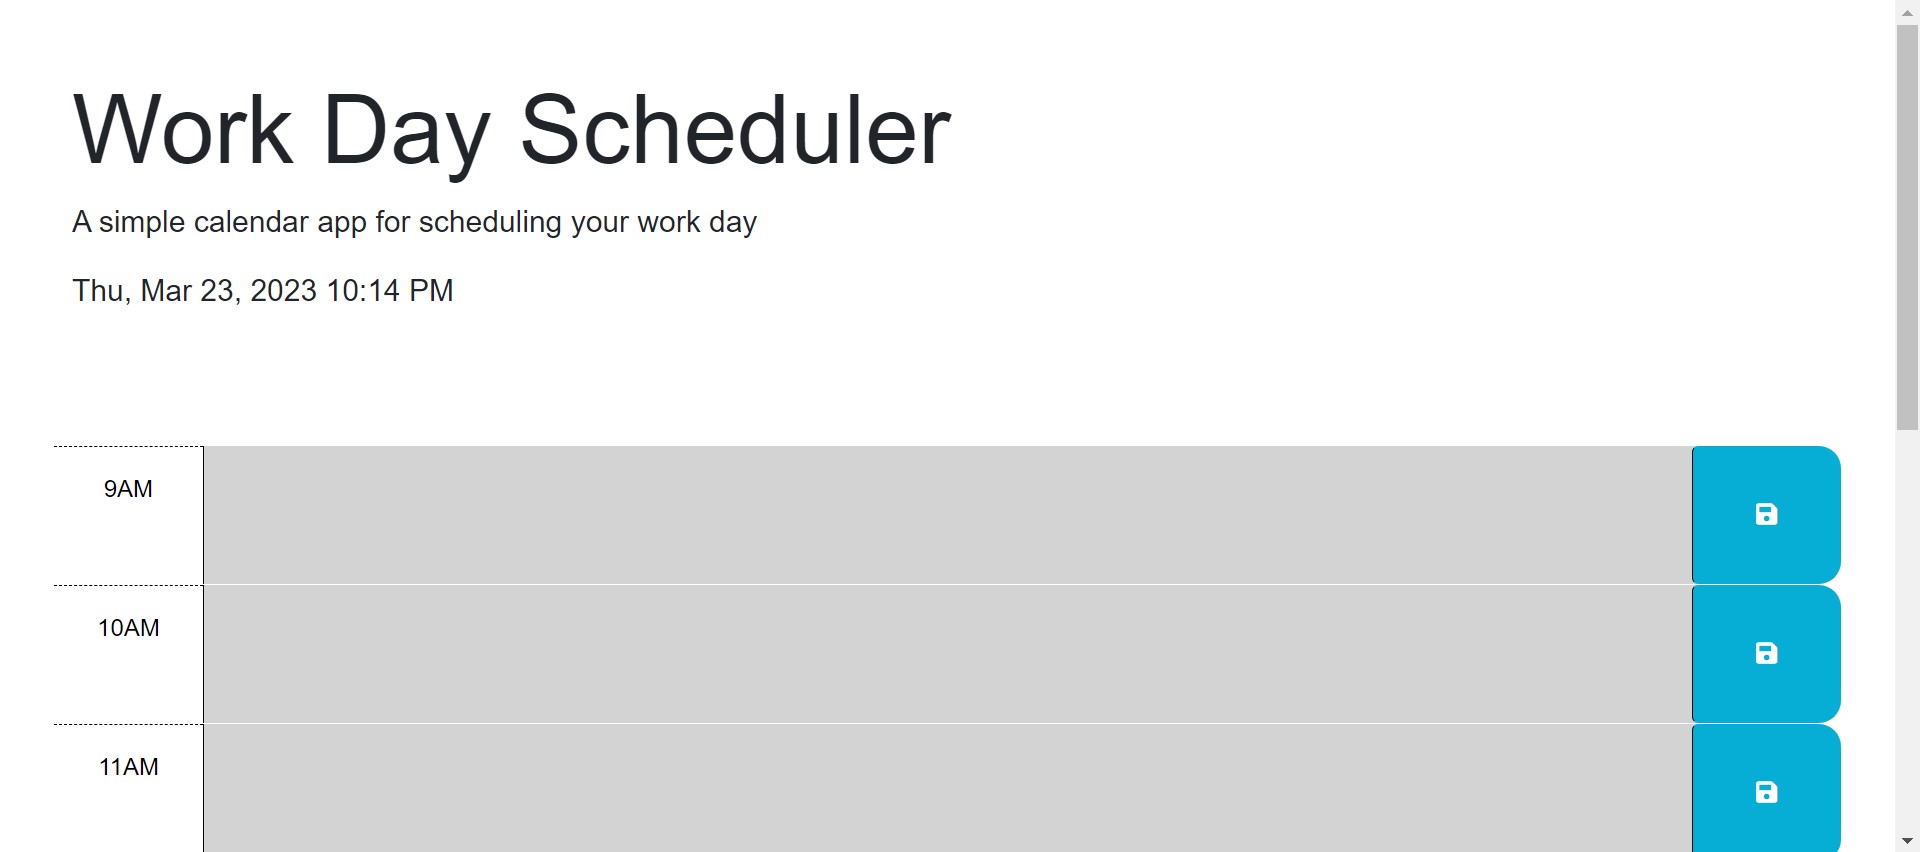 Work Day Scheduler
A simple calendar app for scheduling your work day
Thu, Mar 23, 2023 10:14 PM
9AM
10AM
11AM